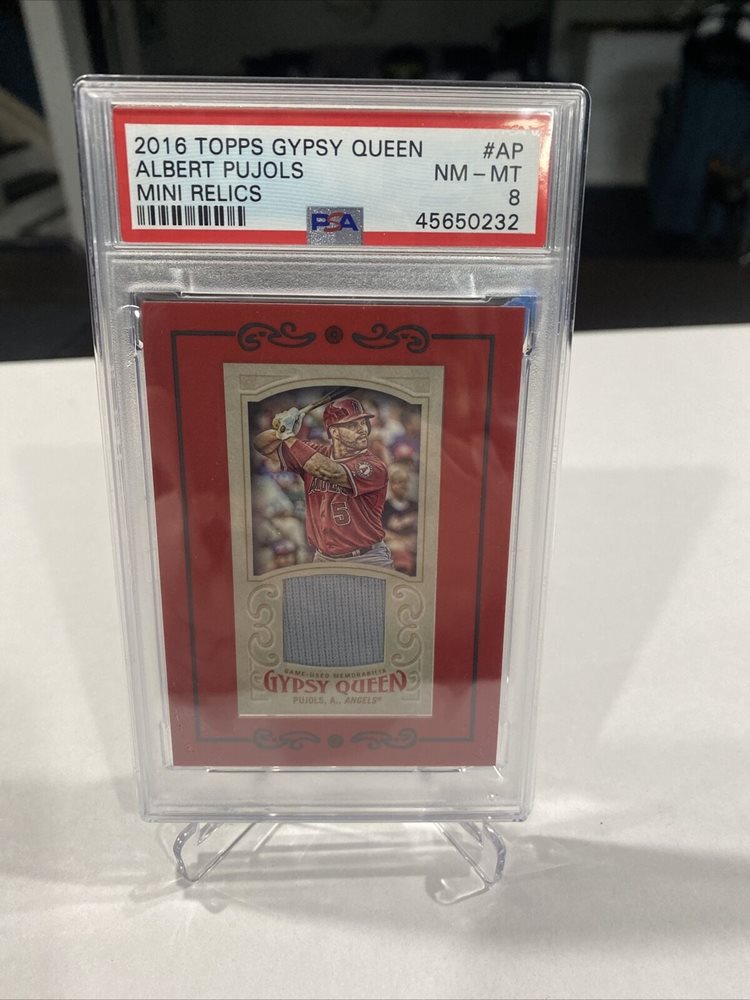 2016 TOPPS GYPSY QUEEN #AP
ALBERT PUJOLS NM - MT
MINI RELICS 8
PSA 45650232
5
GAME-USED MEMORABILIA
GYPSY QUEEN
PUJOLS, A., ANGELS®